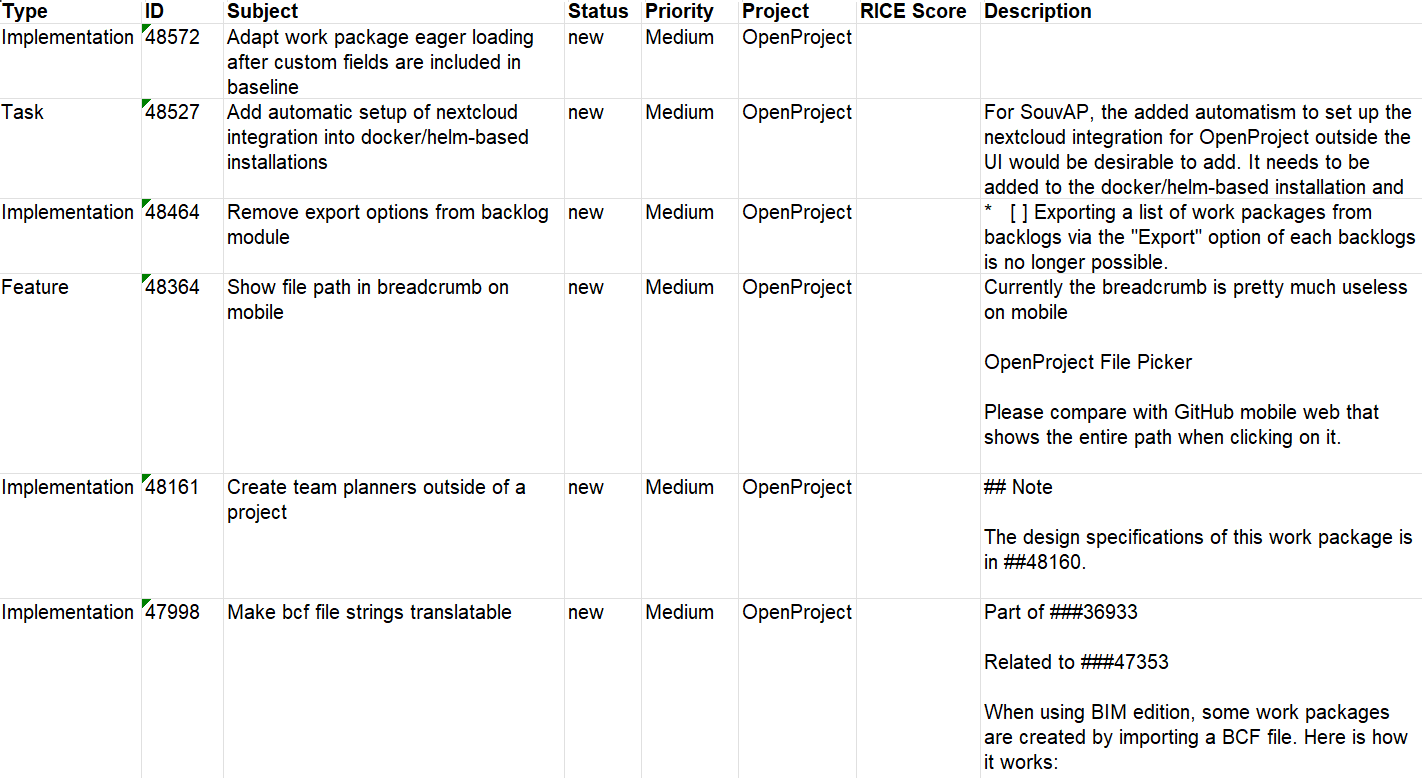 Type ID Subject Status Priority Project RICE Score Description
Implementation 48572 Adapt work package eager loading new Medium OpenProject
after custom fields are included in
baseline
Task 48527 Add automatic setup of nextcloud new Medium OpenProject For SouvAP, the added automatism to set up the
integration into docker/helm-based nextcloud integration for OpenProject outside the
installations UI would be desirable to add. It needs to be
added to the docker/helm-based installation and
Implementation 48464 Remove export options from backlog new Medium OpenProject * [ ] Exporting a list of work packages from
module backlogs via the "Export" option of each backlogs
is no longer possible.
Feature 48364 Show file path in breadcrumb on new Medium OpenProject Currently the breadcrumb is pretty much useless
mobile on mobile
OpenProject File Picker
Please compare with GitHub mobile web that
shows the entire path when clicking on it.
Implementation 48161 Create team planners outside of a new Medium OpenProject ## Note
project
The design specifications of this work package is
in ##48160.
Implementation 47998 Make bcf file strings translatable new Medium OpenProject Part of ###36933
Related to ###47353
When using BIM edition, some work packages
are created by importing a BCF file. Here is how
it works: